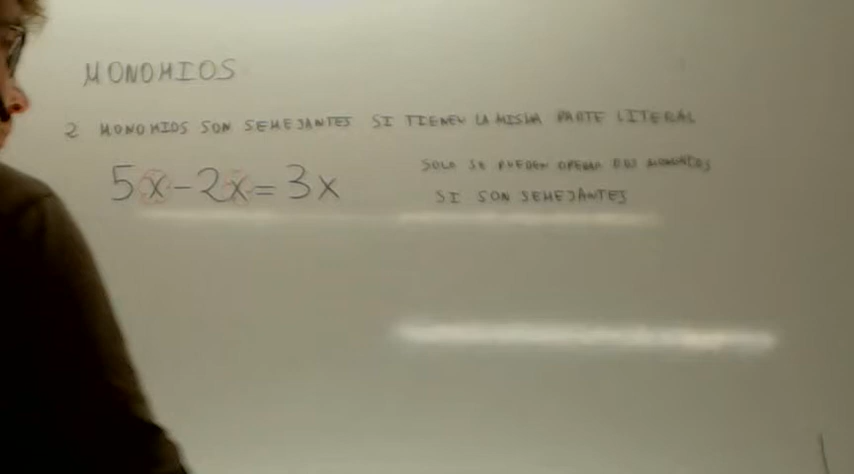 MONOMIOS
2 MONOMIOS SON SEMEJANTES SI TIENEN LA MISMA PARTE LITERAL
5x-2x=3x
SOLO SE PUEDEN OPERAR DOS MONOMIOS
SI SON SEMEJANTES